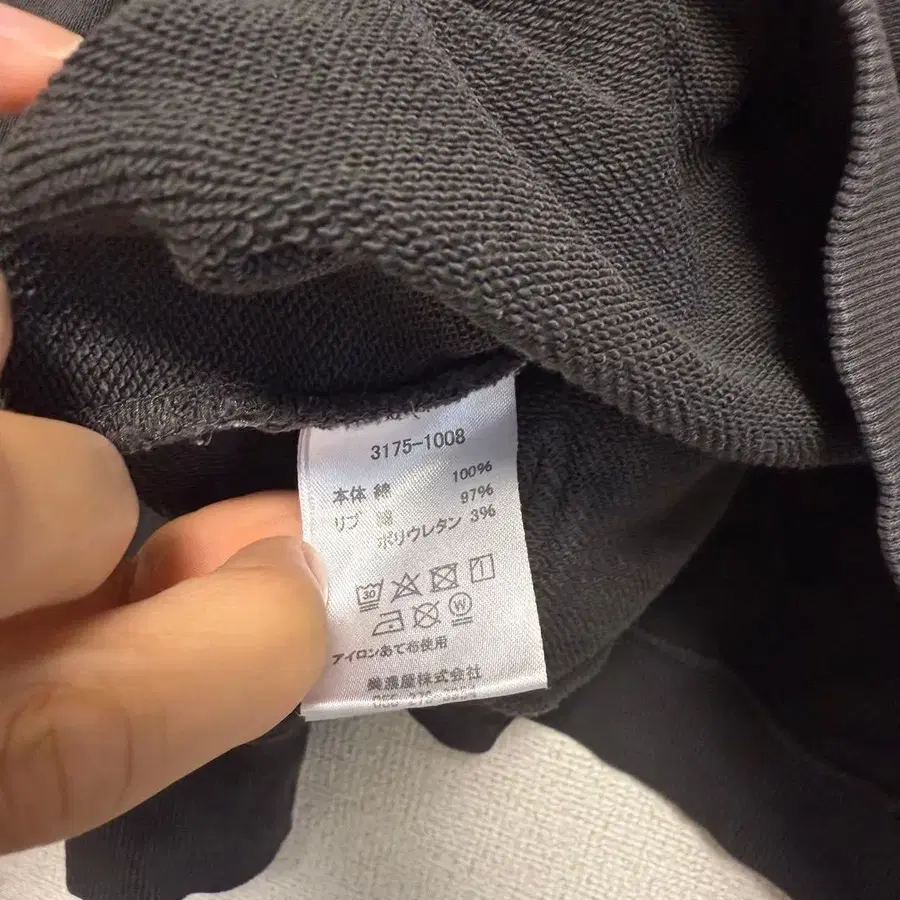 3175-1008
本体 綿 100%
リブ 綿 97%
ポリウレタン 3%
30
W
アイロンあて布使用
美濃屋株式会社